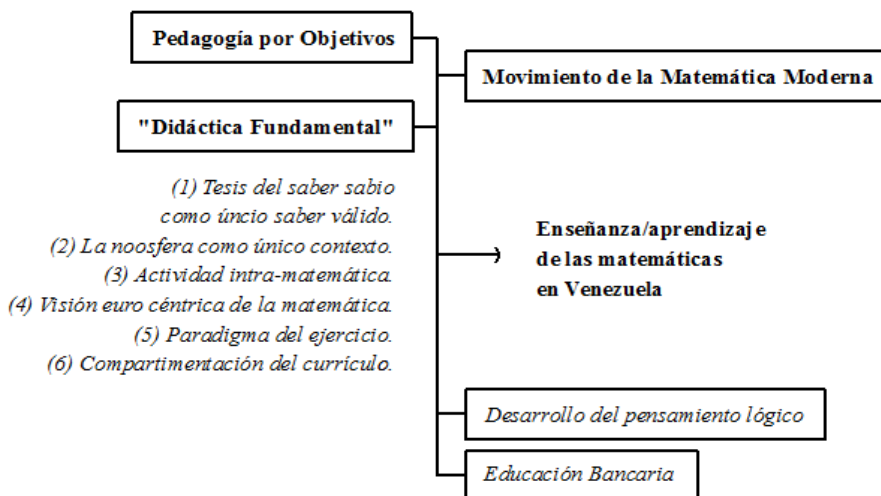 Pedagogía por Objetivos
Movimiento de la Matemática Moderna
"Didáctica Fundamental"
(1) Tesis del saber sabio
como úncio saber válido.
(2) La noosfera como único contexto.
(3) Actividad intra-matemática.
(4) Visión euro céntrica de la matemática.
(5) Paradigma del ejercicio.
(6) Compartimentación del currículo.
Enseñanza/aprendizaje
de las matemáticas
en Venezuela
Desarrollo del pensamiento lógico
Educación Bancaria